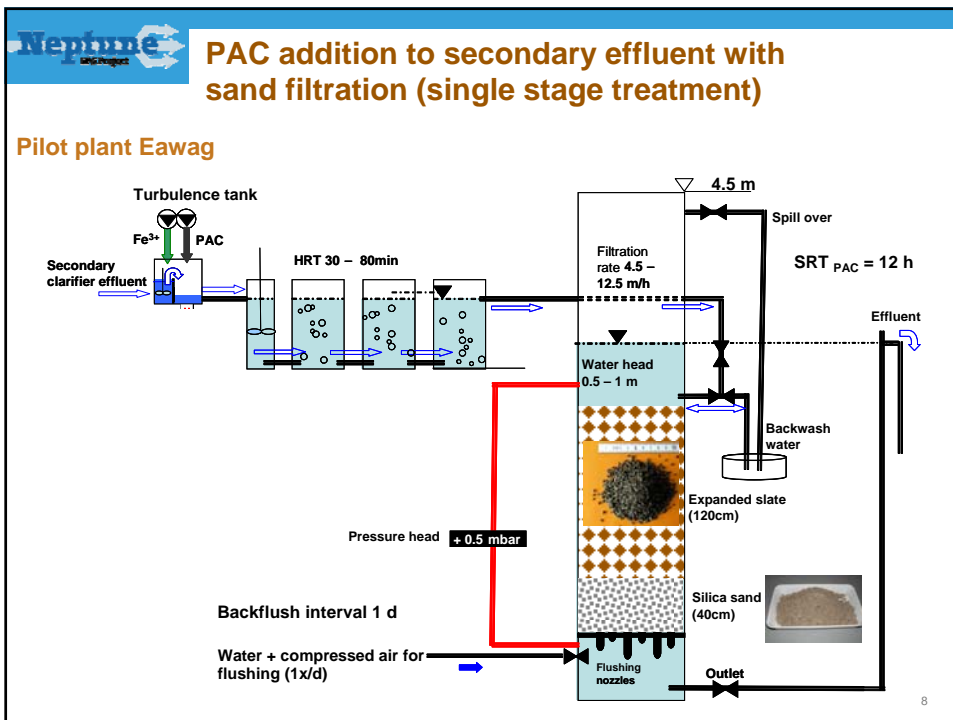 Neptune
PAC addition to secondary effluent with
sand filtration (single stage treatment)
Pilot plant Eawag
Turbulence tank
Fe³⁺
PAC
Secondary
clarifier effluent
HRT 30 – 80min
4.5 m
Spill over
Filtration
rate 4.5 –
12.5 m/h
SRT PAC = 12 h
Effluent
Water head
0.5 – 1 m
Backwash
water
Expanded slate
(120cm)
Pressure head
+ 0.5 mbar
Silica sand
(40cm)
Backflush interval 1 d
Water + compressed air for
flushing (1x/d)
Flushing
nozzles
Outlet
8